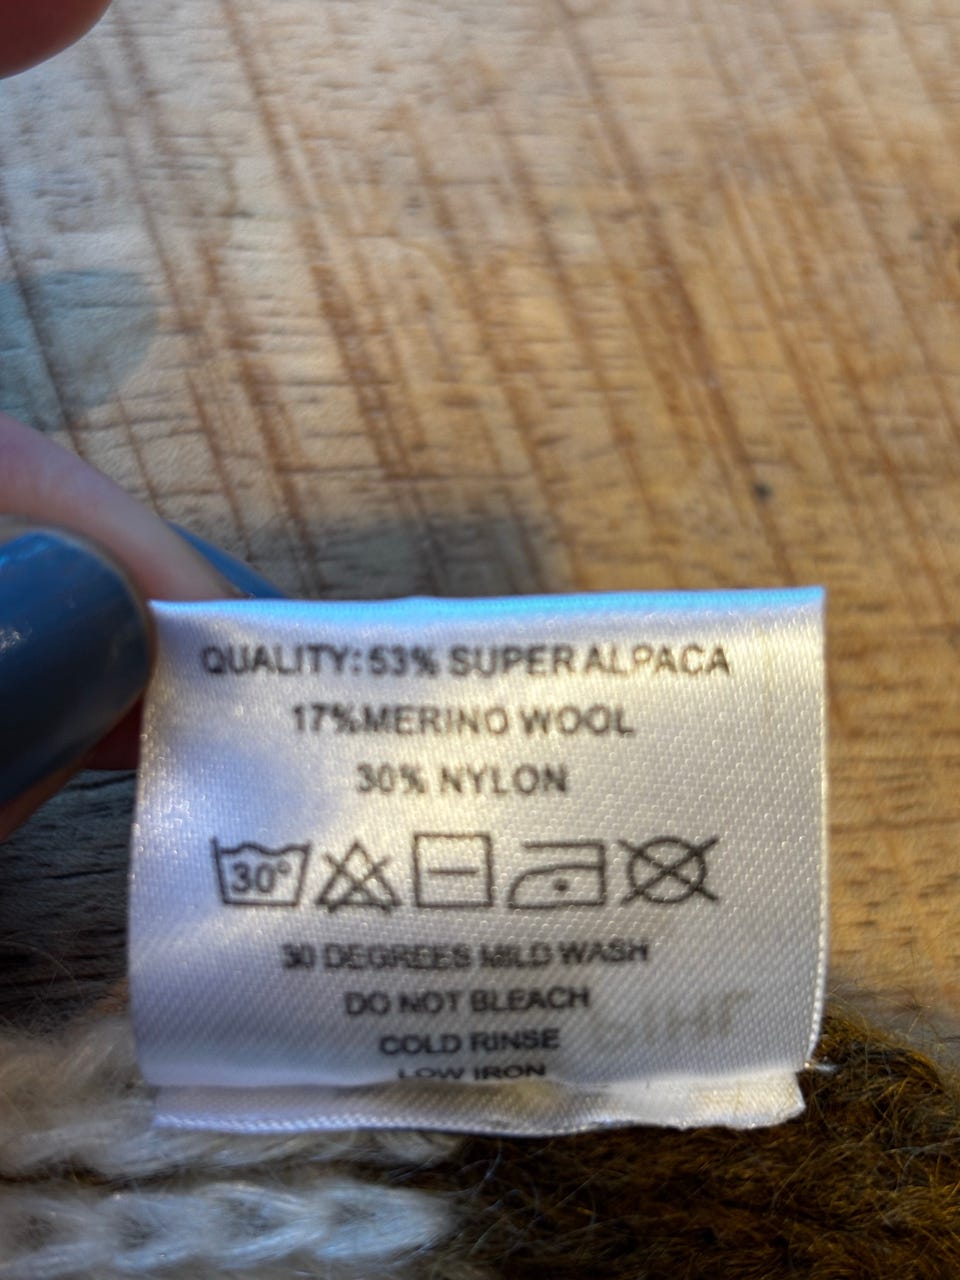 QUALITY: 53% SUPER ALPACA
17%MERINO WOOL
30% NYLON
30°
30 DEGREES MILD WASH
DO NOT BLEACH
COLD RINSE
LOW IRON